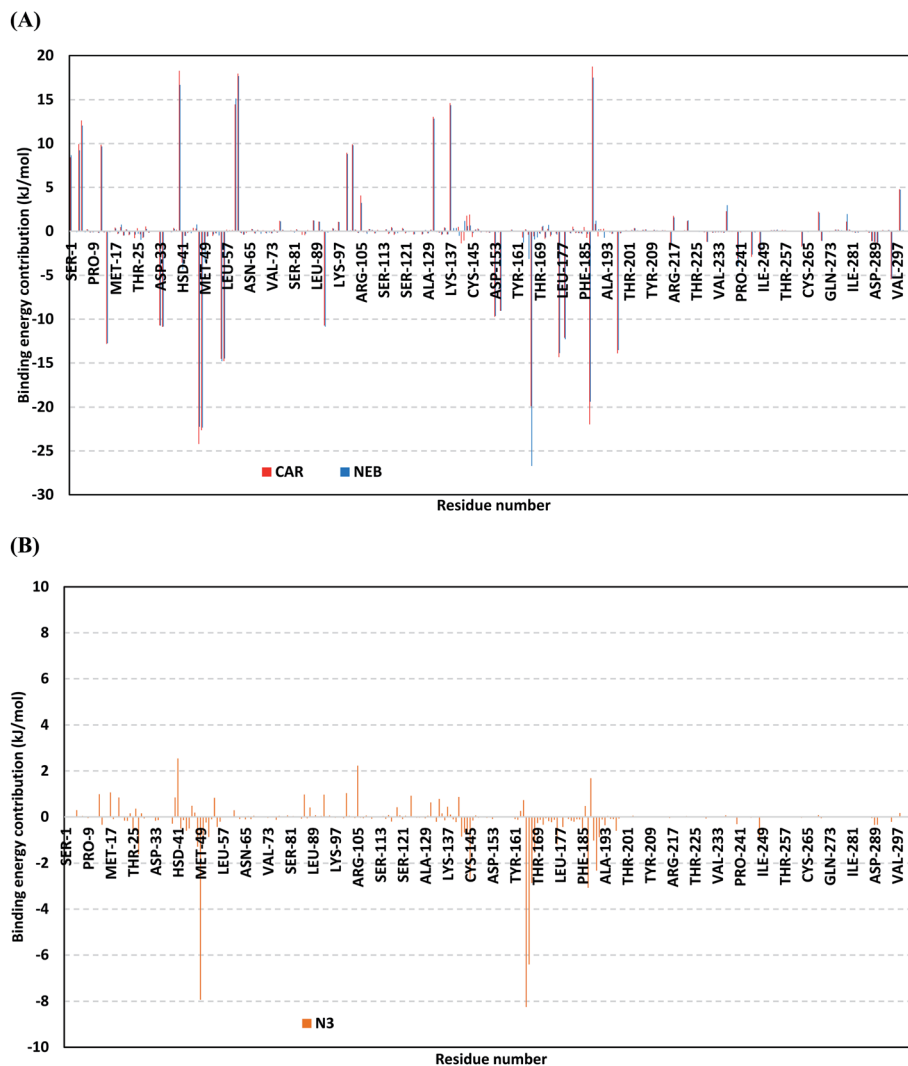 (A)
Binding energy contribution (kJ/mol)
20
15
10
5
0
-5
-10
-15
-20
-25
-30
SER-1
PRO-9
MET-17
THR-25
ASP-33
HSD-41
MET-49
LEU-57
ASN-65
VAL-73
SER-81
LEU-89
LYS-97
ARG-105
SER-113
SER-121
ALA-129
LYS-137
CYS-145
ASP-153
TYR-161
THR-169
LEU-177
PHE-185
ALA-193
THR-201
TYR-209
ARG-217
THR-225
VAL-233
PRO-241
ILE-249
THR-257
CYS-265
GLN-273
ILE-281
ASP-289
VAL-297
CAR NEB
Residue number
(B)
Binding energy contribution (kJ/mol)
10
8
6
4
2
0
-2
-4
-6
-8
-10
SER-1
PRO-9
MET-17
THR-25
ASP-33
HSD-41
MET-49
LEU-57
ASN-65
VAL-73
SER-81
LEU-89
LYS-97
ARG-105
SER-113
SER-121
ALA-129
LYS-137
CYS-145
ASP-153
TYR-161
THR-169
LEU-177
PHE-185
ALA-193
THR-201
TYR-209
ARG-217
THR-225
VAL-233
PRO-241
ILE-249
THR-257
CYS-265
GLN-273
ILE-281
ASP-289
VAL-297
N3
Residue number